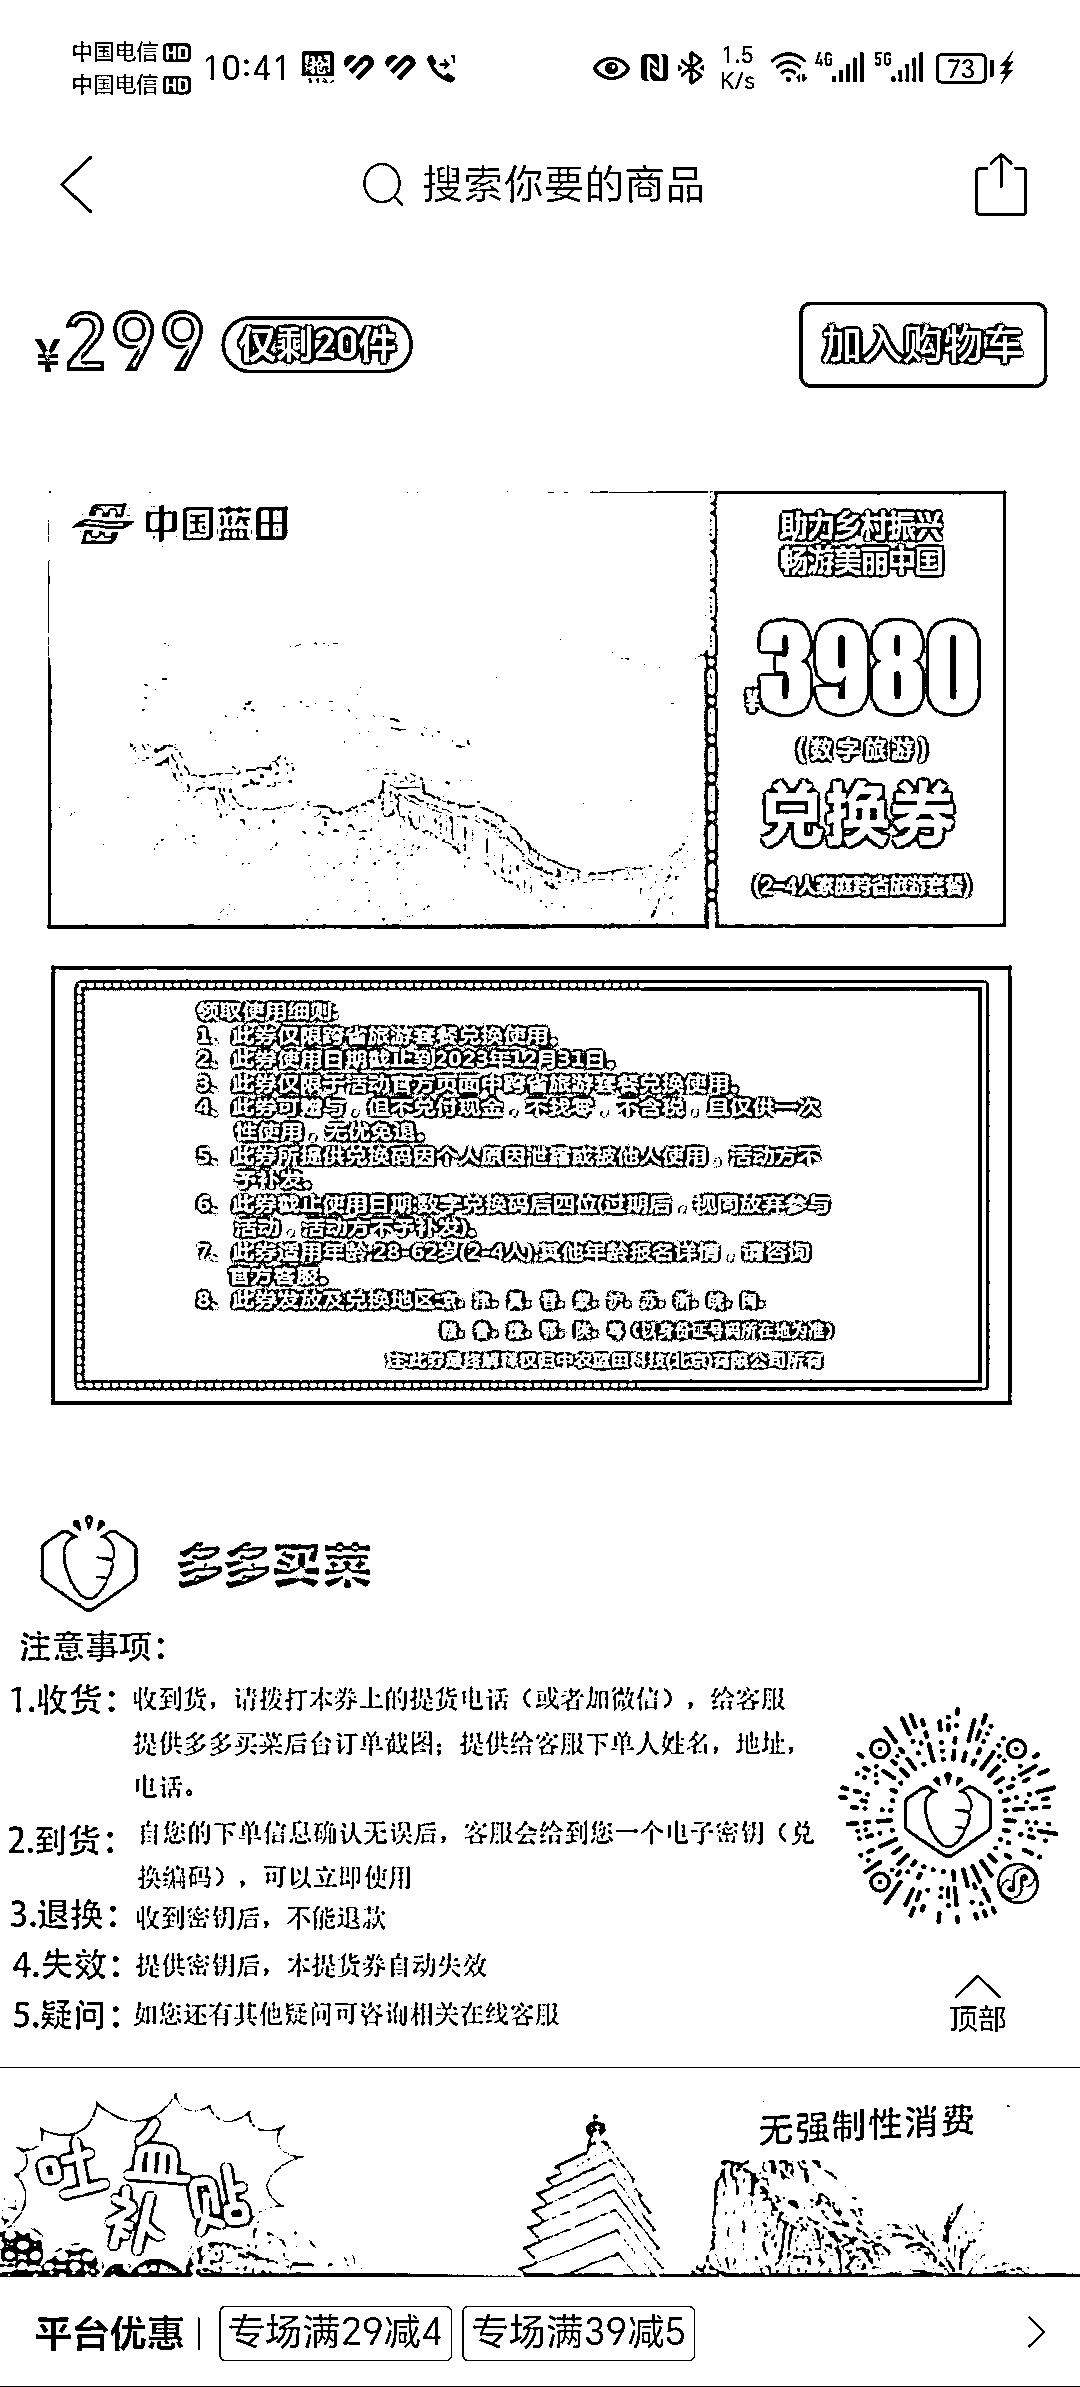 中国电信 HD
中国电信 HD
10:41
1.5
K/s
4G
5G
73
搜索你要的商品
¥299
仅剩20件
加入购物车
中国蓝田
助力乡村振兴
畅游美丽中国
¥3980
(数字旅游)
兑换券
(2-4人家庭跨省旅游套餐)
领取使用细则:
1、此券仅限跨省旅游套餐兑换使用。
2、此券使用日期截止到2023年12月31日。
3、此券仅限于活动官方页面中跨省旅游套餐兑换使用。
4、此券可赠与,但不兑付现金,不找零,不含税,且仅供一次
性使用,无优免退。
5、此券所提供兑换码因个人原因泄露或被他人使用,活动方不
予补发。
6、此券截止使用日期:数字兑换码后四位(过期后,视同放弃参与
活动,活动方不予补发)。
7、此券适用年龄:28-62岁(2-4人),其他年龄报名详情,请咨询
官方客服。
8、此券发放及兑换地区:京、津、冀、晋、蒙、沪、苏、浙、皖、闽、
(以身份证号码所在地为准)
注:此券最终解释权归中农蓝田科技(北京)有限公司所有
多多买菜
注意事项:
1.收货: 收到货,请拨打本券上的提货电话(或者加微信),给客服
提供多多买菜后台订单截图;提供给客服下单人姓名,地址,
电话。
2.到货: 自您的下单信息确认无误后,客服会给到您一个电子密钥(兑
换编码),可以立即使用
3.退换: 收到密钥后,不能退款
4.失效: 提供密钥后,本提货券自动失效
5.疑问: 如您还有其他疑问可咨询相关在线客服
顶部
吐血
补贴
无强制性消费
平台优惠
专场满29减4
专场满39减5